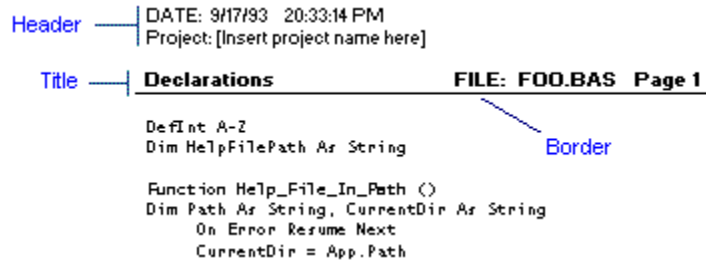 Header
DATE: 9/17/93 20:33:14 PM
Project: [Insert project name here]
Title
Declarations FILE: FOO.BAS Page 1
Border
DefInt A-Z
Dim HelpFilePath As String
Function Help_File_In_Path ()
Dim Path As String, CurrentDir As String
On Error Resume Next
CurrentDir = App.Path